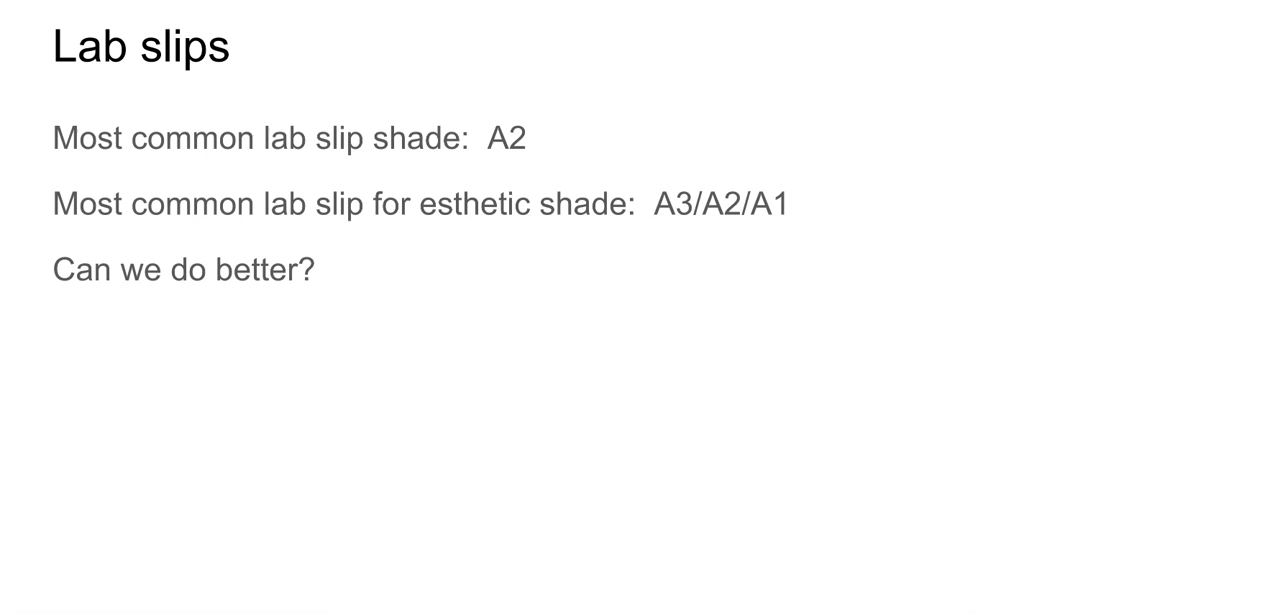 Lab slips
Most common lab slip shade:  A2
Most common lab slip for esthetic shade:  A3/A2/A1
Can we do better?